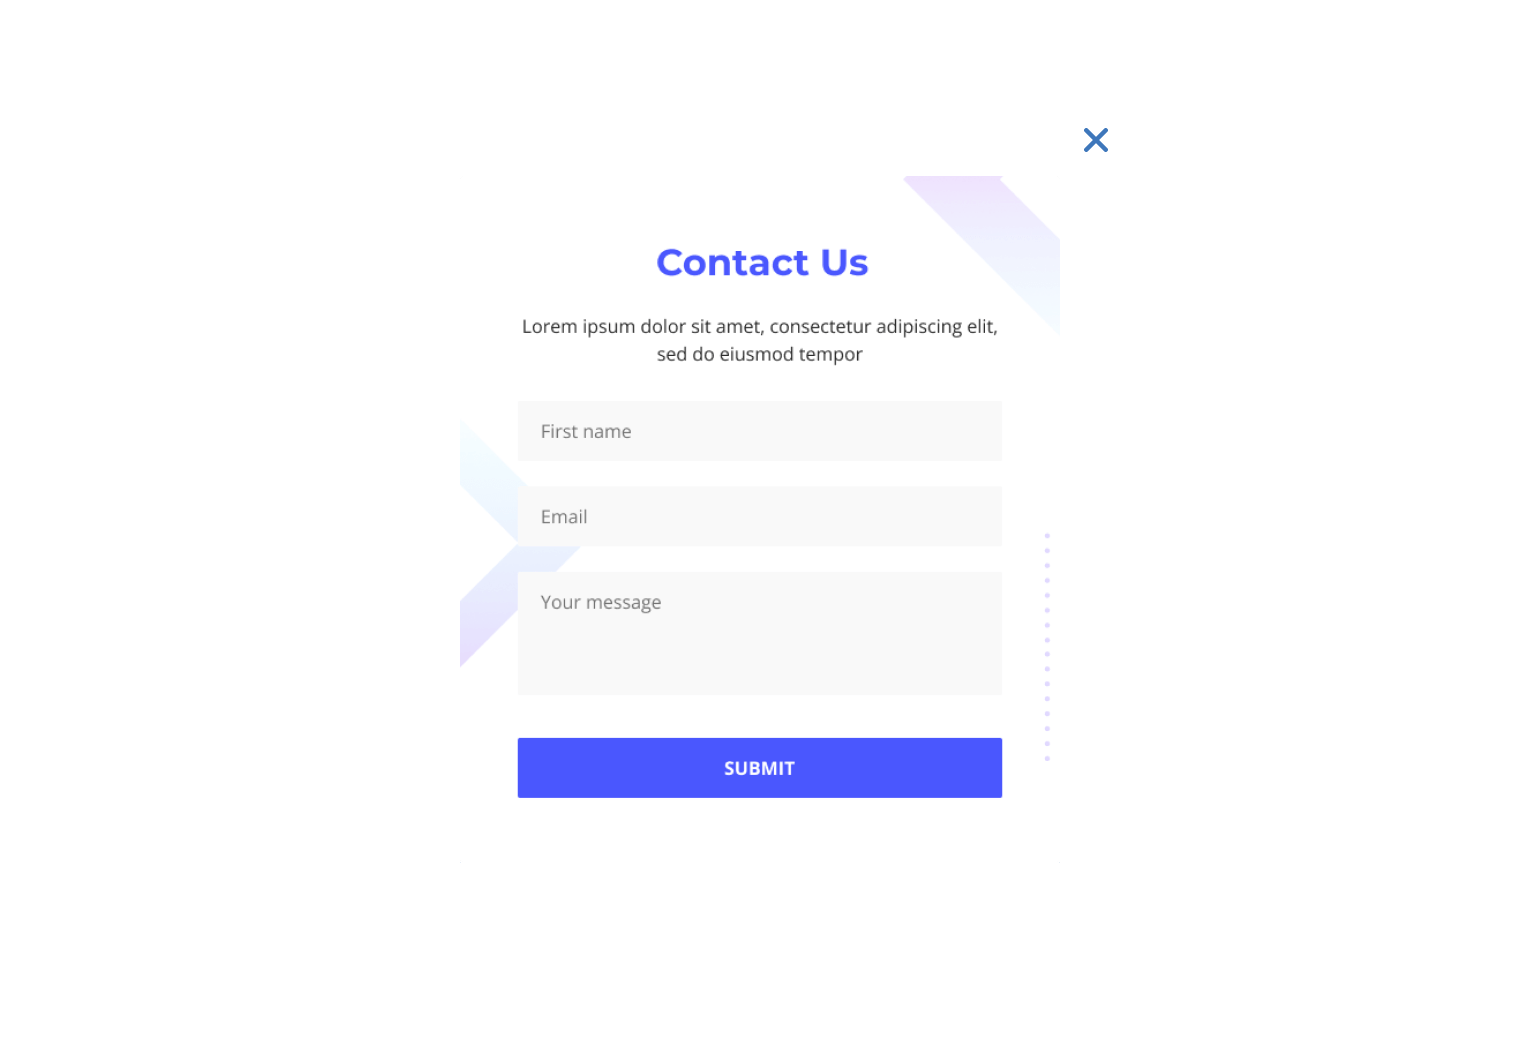 Contact Us
Lorem ipsum dolor sit amet, consectetur adipiscing elit,
sed do eiusmod tempor
First name
Email
Your message
SUBMIT